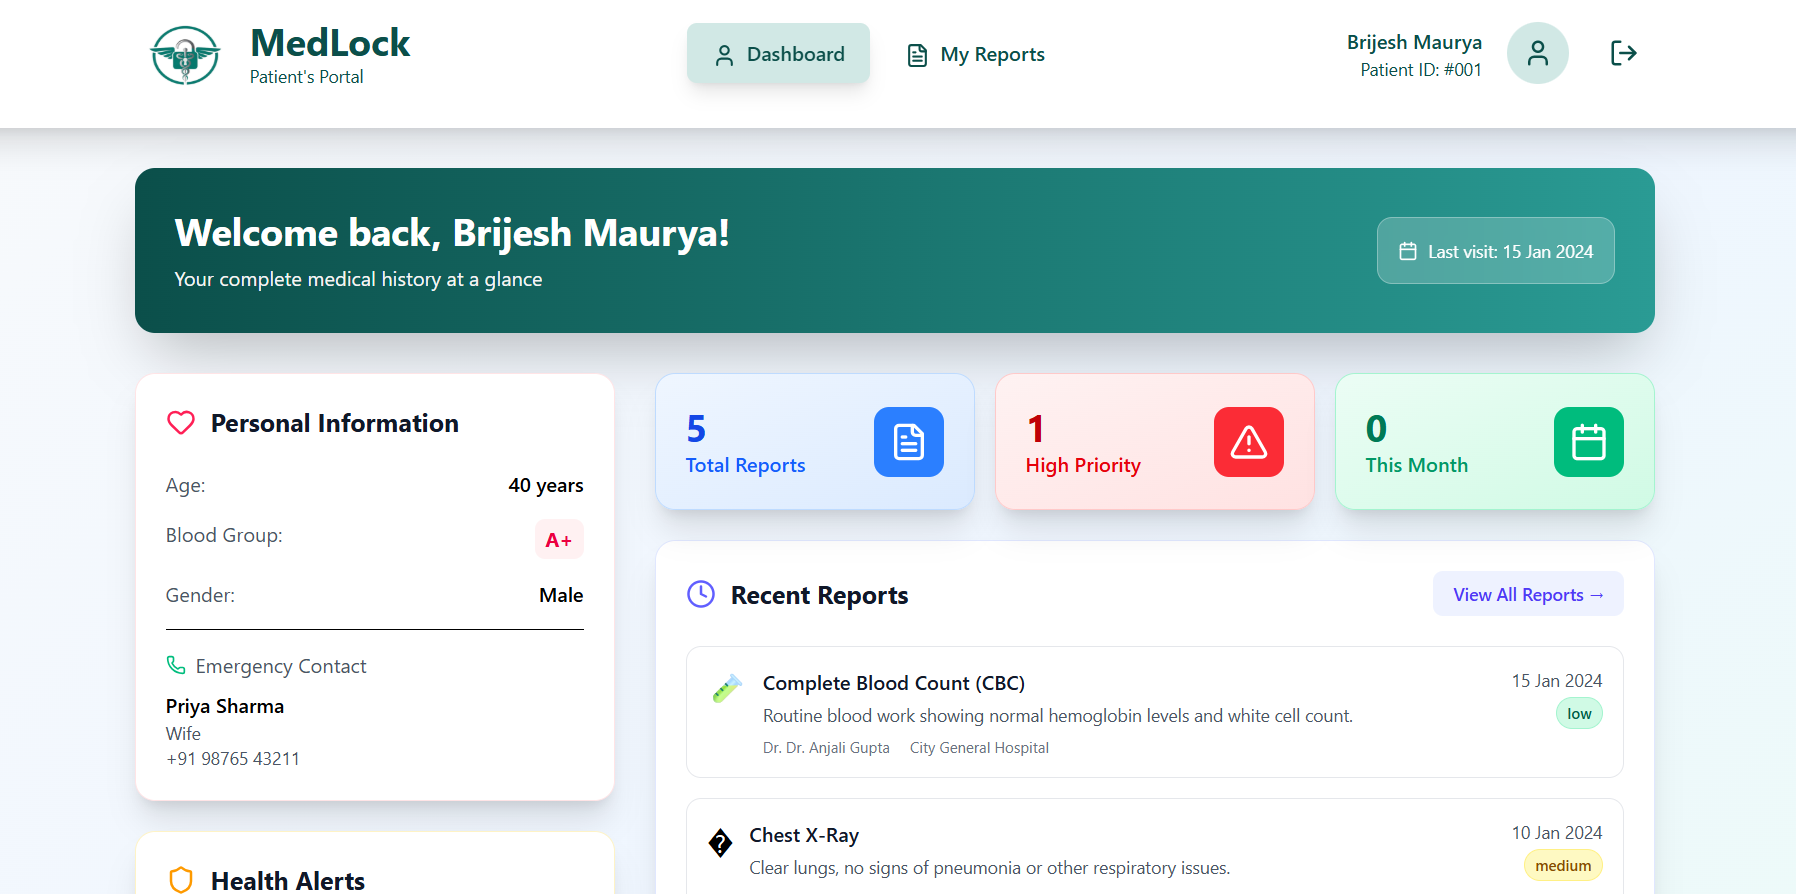 MedLock
Patient's Portal
Dashboard
My Reports
Brijesh Maurya
Patient ID: #001
Welcome back, Brijesh Maurya!
Your complete medical history at a glance
Last visit: 15 Jan 2024
Personal Information
Age: 40 years
Blood Group: A+
Gender: Male
Emergency Contact
Priya Sharma
Wife
+91 98765 43211
Health Alerts
5
Total Reports
1
High Priority
0
This Month
Recent Reports
View All Reports →
Complete Blood Count (CBC)
15 Jan 2024
Routine blood work showing normal hemoglobin levels and white cell count.
low
Dr. Dr. Anjali Gupta City General Hospital
�
Chest X-Ray
10 Jan 2024
Clear lungs, no signs of pneumonia or other respiratory issues.
medium